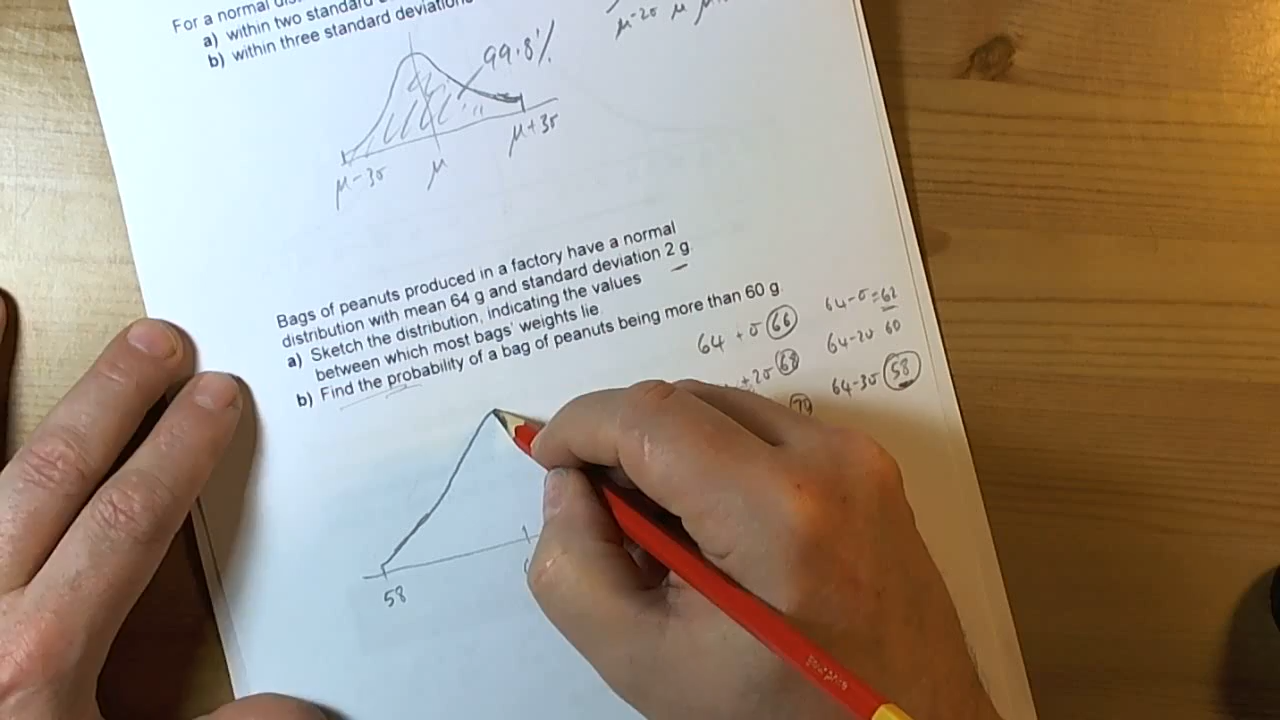 For a normal
a) within two standard
b) within three standard deviations
μ-2σ μ
99.8%
μ-3σ μ μ+3σ
Bags of peanuts produced in a factory have a normal
distribution with mean 64 g and standard deviation 2 g.
a) Sketch the distribution, indicating the values
between which most bags' weights lie.
b) Find the probability of a bag of peanuts being more than 60 g.
64+σ 66
+2σ 68
70
64-σ=62
64-2σ 60
64-3σ 58
58